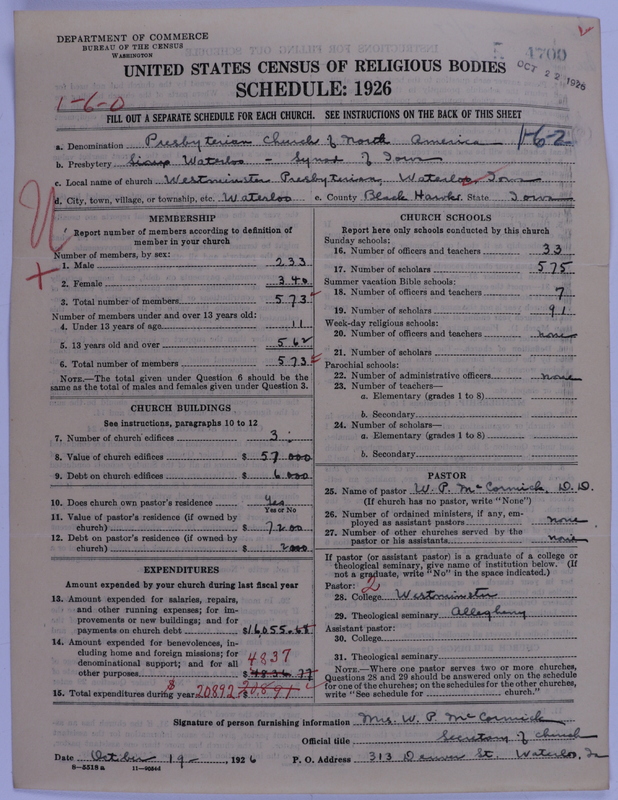 DEPARTMENT OF COMMERCE
BUREAU OF THE CENSUS
WASHINGTON
4700
OCT 22 1926
UNITED STATES CENSUS OF RELIGIOUS BODIES
SCHEDULE: 1926
1-6-0
FILL OUT A SEPARATE SCHEDULE FOR EACH CHURCH. SEE INSTRUCTIONS ON THE BACK OF THIS SHEET
a. Denomination Presbyterian Church of North America 1-6-2
b. Presbytery Waterloo - Synod of Iowa
c. Local name of church Westminster Presbyterian, Waterloo, Iowa
d. City, town, village, or township, etc. Waterloo e. County Black Hawk State Iowa
MEMBERSHIP
Report number of members according to definition of
member in your church
Number of members, by sex:
1. Male 233
2. Female 340
3. Total number of members 573
Number of members under and over 13 years old:
4. Under 13 years of age 11
5. 13 years old and over 562
6. Total number of members 573
NOTE.—The total given under Question 6 should be the
same as the total of males and females given under Question 3.
CHURCH BUILDINGS
See instructions, paragraphs 10 to 12
7. Number of church edifices 3
8. Value of church edifices $ 57000
9. Debt on church edifices $ 6000
10. Does church own pastor's residence Yes
Yes or No
11. Value of pastor's residence (if owned by
church) $ 7200
12. Debt on pastor's residence (if owned by
church) $ 2000
EXPENDITURES
Amount expended by your church during last fiscal year
13. Amount expended for salaries, repairs,
and other running expenses; for im-
provements or new buildings; and for
payments on church debt $16055.68
14. Amount expended for benevolences, in-
cluding home and foreign missions; for
denominational support; and for all 4837
other purposes $ 4836.77
15. Total expenditures during year $ 20892 $ 20891
CHURCH SCHOOLS
Report here only schools conducted by this church
Sunday schools:
16. Number of officers and teachers 33
17. Number of scholars 575
Summer vacation Bible schools:
18. Number of officers and teachers 7
19. Number of scholars 91
Week-day religious schools:
20. Number of officers and teachers none
21. Number of scholars
Parochial schools:
22. Number of administrative officers none
23. Number of teachers—
a. Elementary (grades 1 to 8)
b. Secondary
24. Number of scholars—
a. Elementary (grades 1 to 8)
b. Secondary
PASTOR
25. Name of pastor W. P. McCormick, D.D.
(If church has no pastor, write "None")
26. Number of ordained ministers, if any, em-
ployed as assistant pastors none
27. Number of other churches served by the
pastor or his assistants none
If pastor (or assistant pastor) is a graduate of a college or
theological seminary, give name of institution below. (If
not a graduate, write "No" in the space indicated.)
Pastor: 2
28. College Westminster
29. Theological seminary Allegheny
Assistant pastor:
30. College
31. Theological seminary
NOTE.—Where one pastor serves two or more churches,
Questions 28 and 29 should be answered only on the schedule
for one of the churches; on the schedules for the other churches,
write "See schedule for church."
Signature of person furnishing information Mrs. W. P. McCormick
Official title Secretary of church
Date October 19, 1926 P. O. Address 313 Denver St. Waterloo, Ia
8-5518a 11-9054d